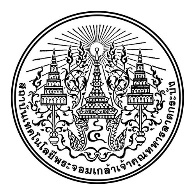 สถาบันเทคโนโลยีพระจอมเกล้าเจ้าคุณทหารลาดกระบัง
๔